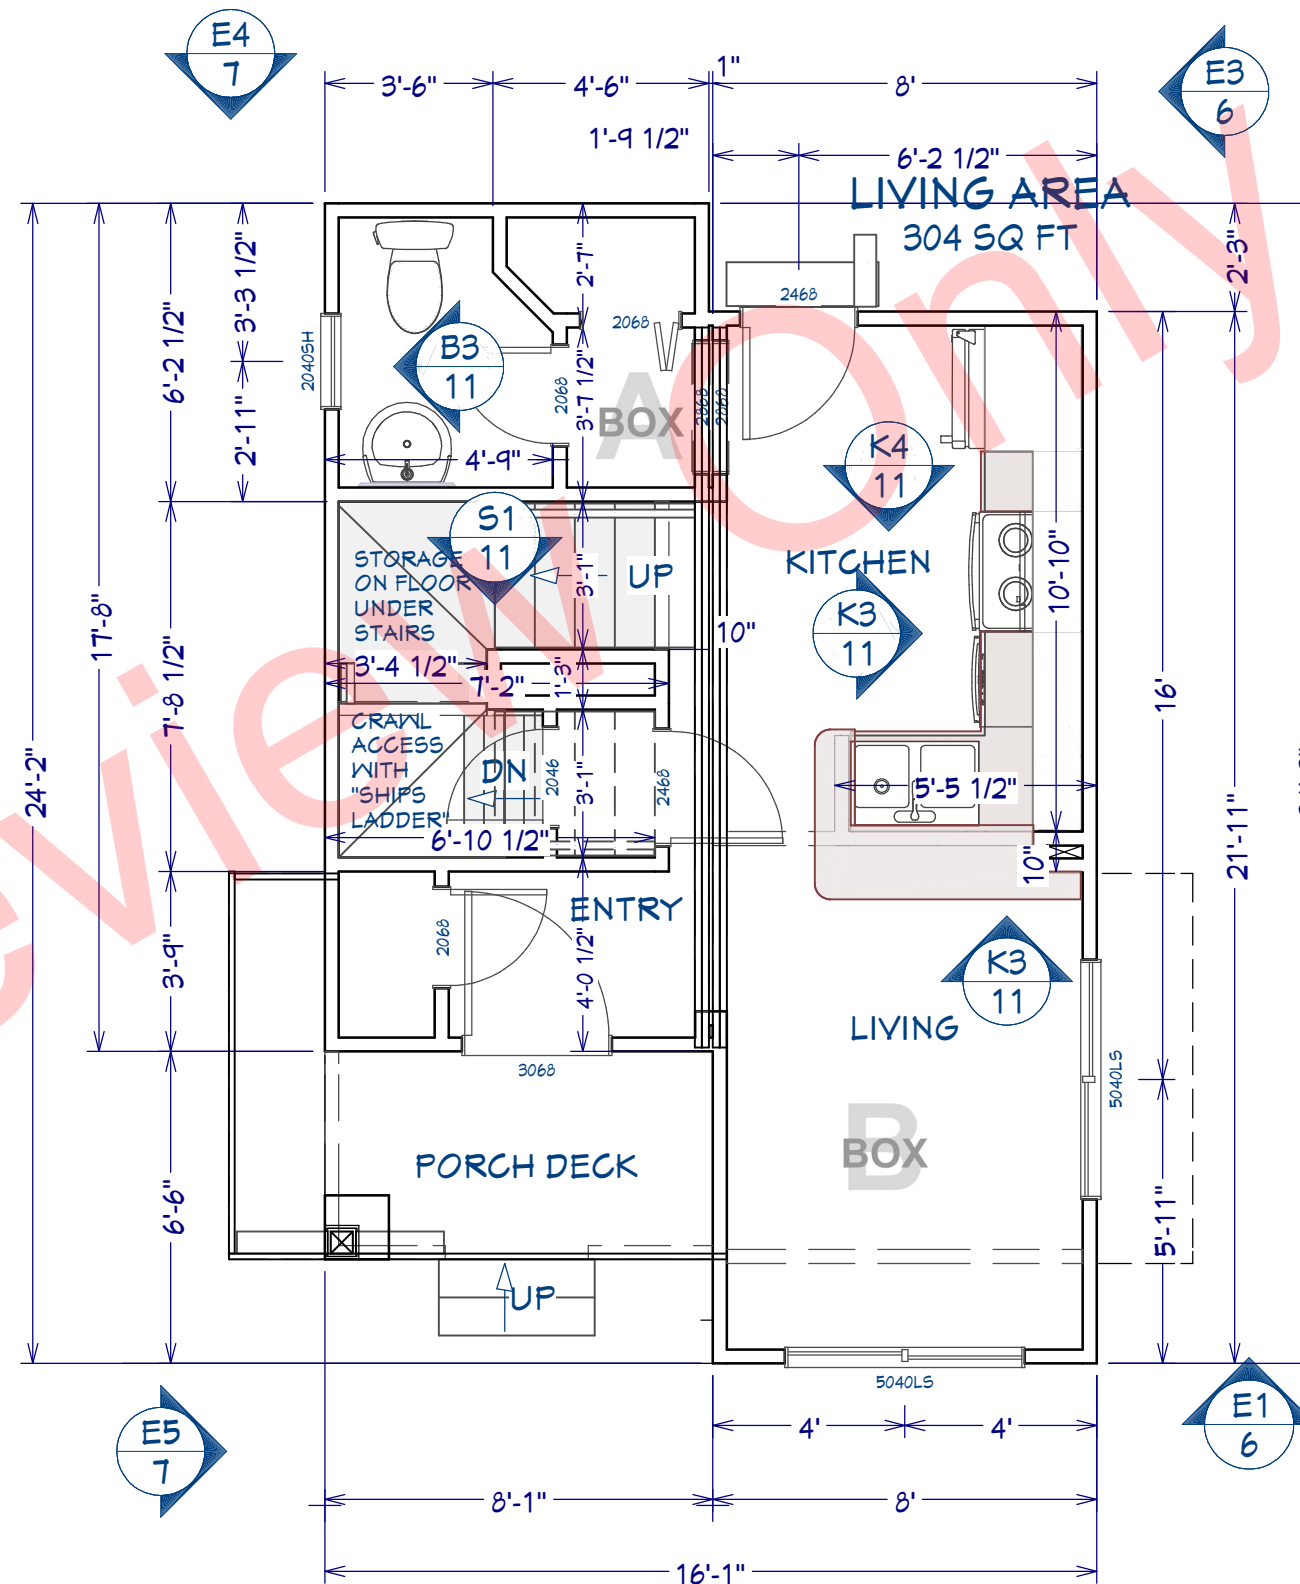 E4
7
3'-6"
4'-6"
1"
8'
E3
6
1'-9 1/2"
6'-2 1/2"
LIVING AREA
304 SQ FT
2'-3"
2'-7"
3'-3 1/2"
6'-2 1/2"
2'-11"
2040SH
2068
2468
B3
11
2068
3'-7 1/2"
A
BOX
2868
2868
4'-9"
K4
11
S1
11
STORAGE
ON FLOOR
UNDER
STAIRS
UP
3'-1"
KITCHEN
10'-10"
K3
11
10"
17'-8"
7'-8 1/2"
3'-4 1/2"
7'-2"
1'-3"
16'
CRAWL
ACCESS
WITH
"SHIPS
LADDER"
DN
2046
3'-1"
2468
5'-5 1/2"
24'-2"
6'-10 1/2"
10"
21'-11"
ENTRY
2068
4'-0 1/2"
3'-9"
K3
11
LIVING
3068
5040LS
PORCH DECK
B
BOX
6'-6"
5'-11"
UP
5040LS
E5
7
4'
4'
E1
6
8'-1"
8'
16'-1"
eview Only